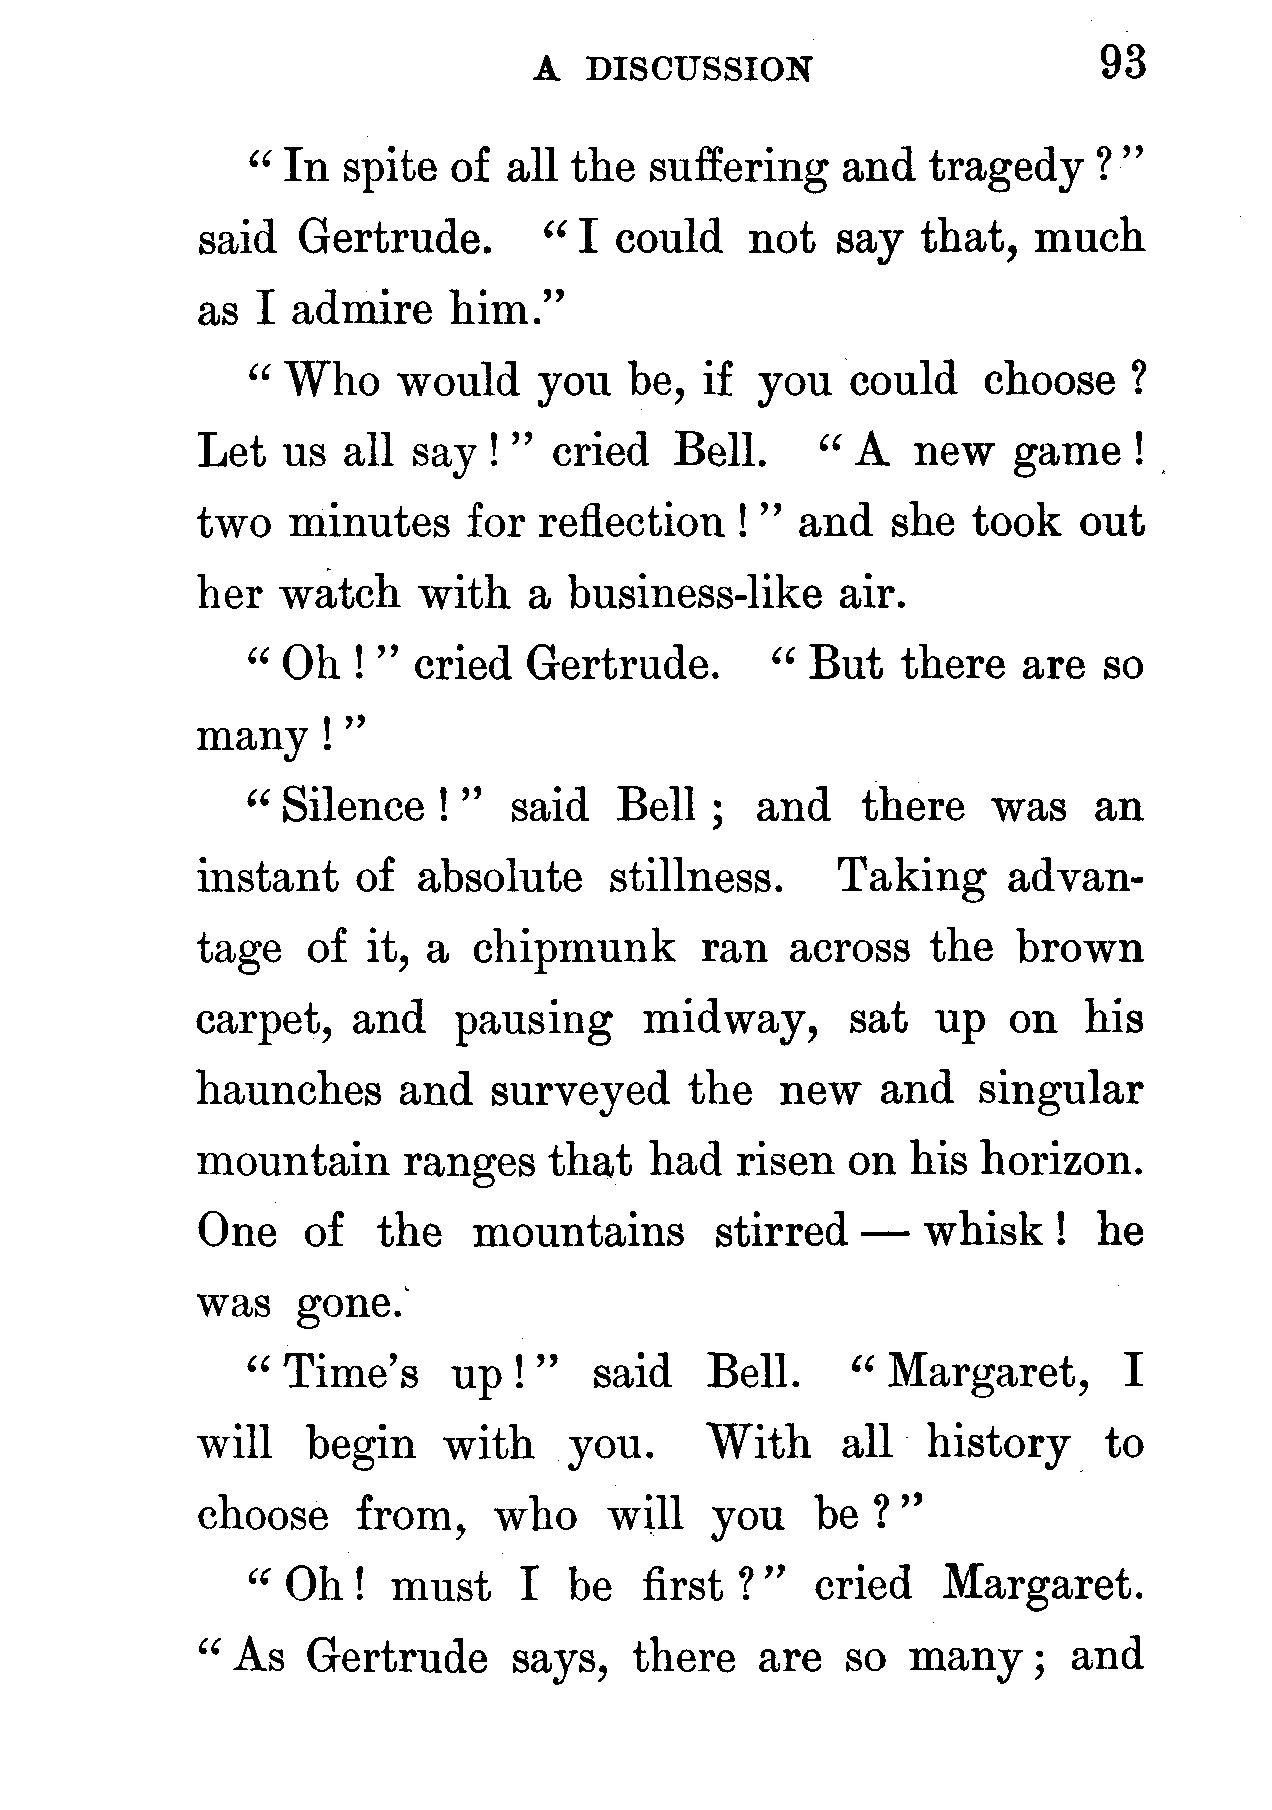 A DISCUSSION 93
“ In spite of all the suffering and tragedy ? ”
said Gertrude. “ I could not say that, much
as I admire him.”
“ Who would you be, if you could choose ?
Let us all say ! ” cried Bell. “ A new game !
two minutes for reflection ! ” and she took out
her watch with a business-like air.
“ Oh ! ” cried Gertrude. “ But there are so
many ! ”
“ Silence ! ” said Bell ; and there was an
instant of absolute stillness. Taking advan-
tage of it, a chipmunk ran across the brown
carpet, and pausing midway, sat up on his
haunches and surveyed the new and singular
mountain ranges that had risen on his horizon.
One of the mountains stirred — whisk ! he
was gone.
“ Time’s up ! ” said Bell. “ Margaret, I
will begin with you. With all history to
choose from, who will you be ? ”
“ Oh ! must I be first ? ” cried Margaret.
“ As Gertrude says, there are so many ; and